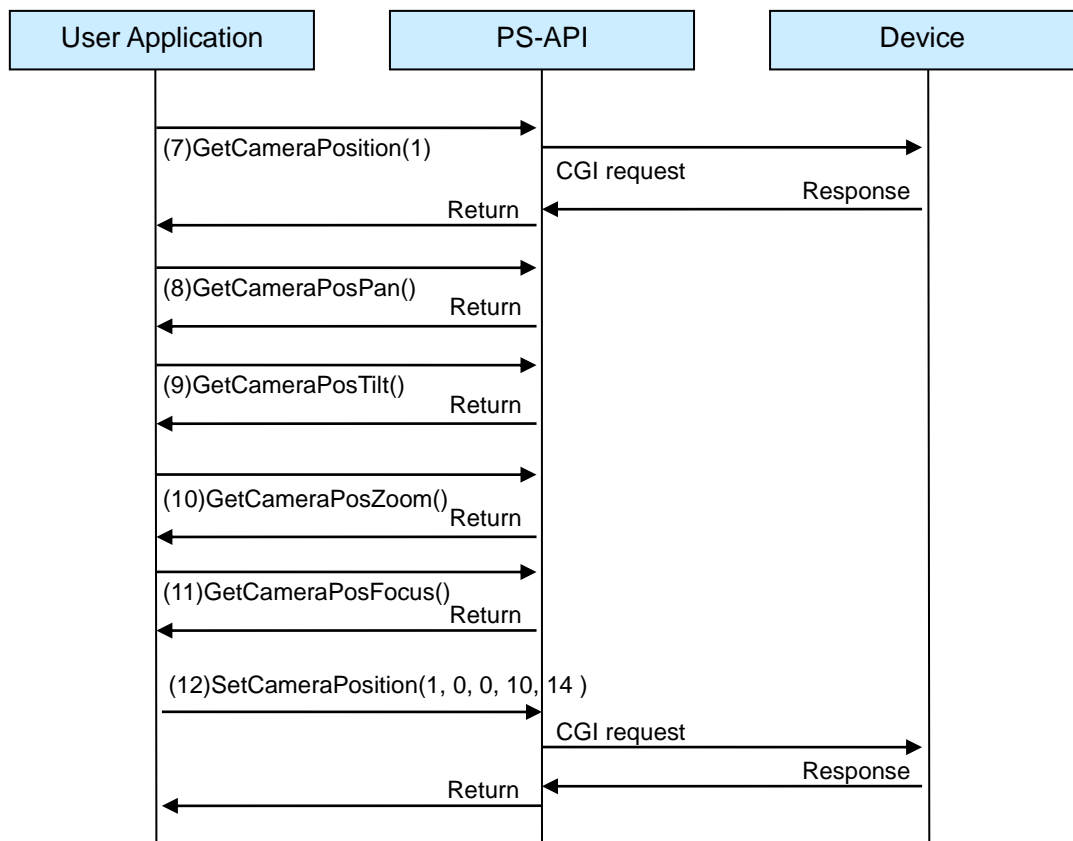 User Application
PS-API
Device
(7)GetCameraPosition(1)
CGI request
Response
Return
(8)GetCameraPosPan()
Return
(9)GetCameraPosTilt()
Return
(10)GetCameraPosZoom()
Return
(11)GetCameraPosFocus()
Return
(12)SetCameraPosition(1, 0, 0, 10, 14 )
CGI request
Response
Return